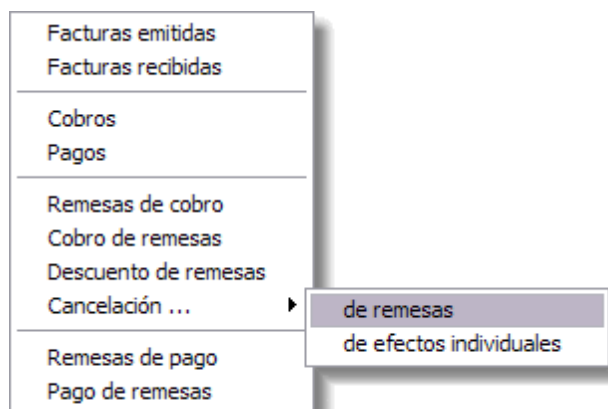 Facturas emitidas
Facturas recibidas
Cobros
Pagos
Remesas de cobro
Cobro de remesas
Descuento de remesas
Cancelación ...
de remesas
de efectos individuales
Remesas de pago
Pago de remesas